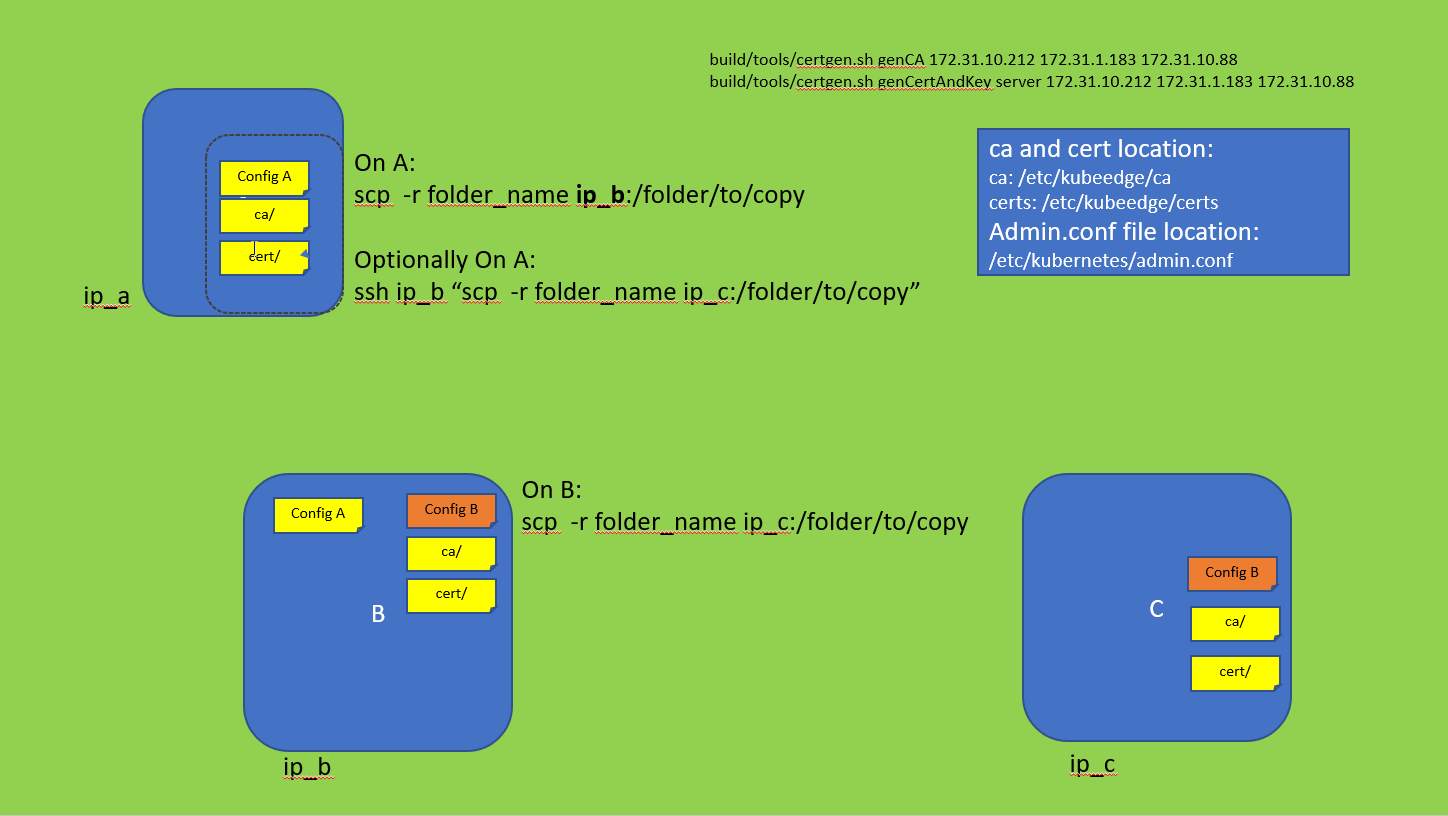 build/tools/certgen.sh genCA 172.31.10.212 172.31.1.183 172.31.10.88
build/tools/certgen.sh genCertAndKey server 172.31.10.212 172.31.1.183 172.31.10.88
ca and cert location:
ca: /etc/kubeedge/ca
certs: /etc/kubeedge/certs
Admin.conf file location:
/etc/kubernetes/admin.conf
Config A
ca/
cert/
ip_a
On A:
scp -r folder_name ip_b:/folder/to/copy
Optionally On A:
ssh ip_b “scp -r folder_name ip_c:/folder/to/copy”
Config A
Config B
ca/
cert/
B
ip_b
On B:
scp -r folder_name ip_c:/folder/to/copy
Config B
C
ca/
cert/
ip_c